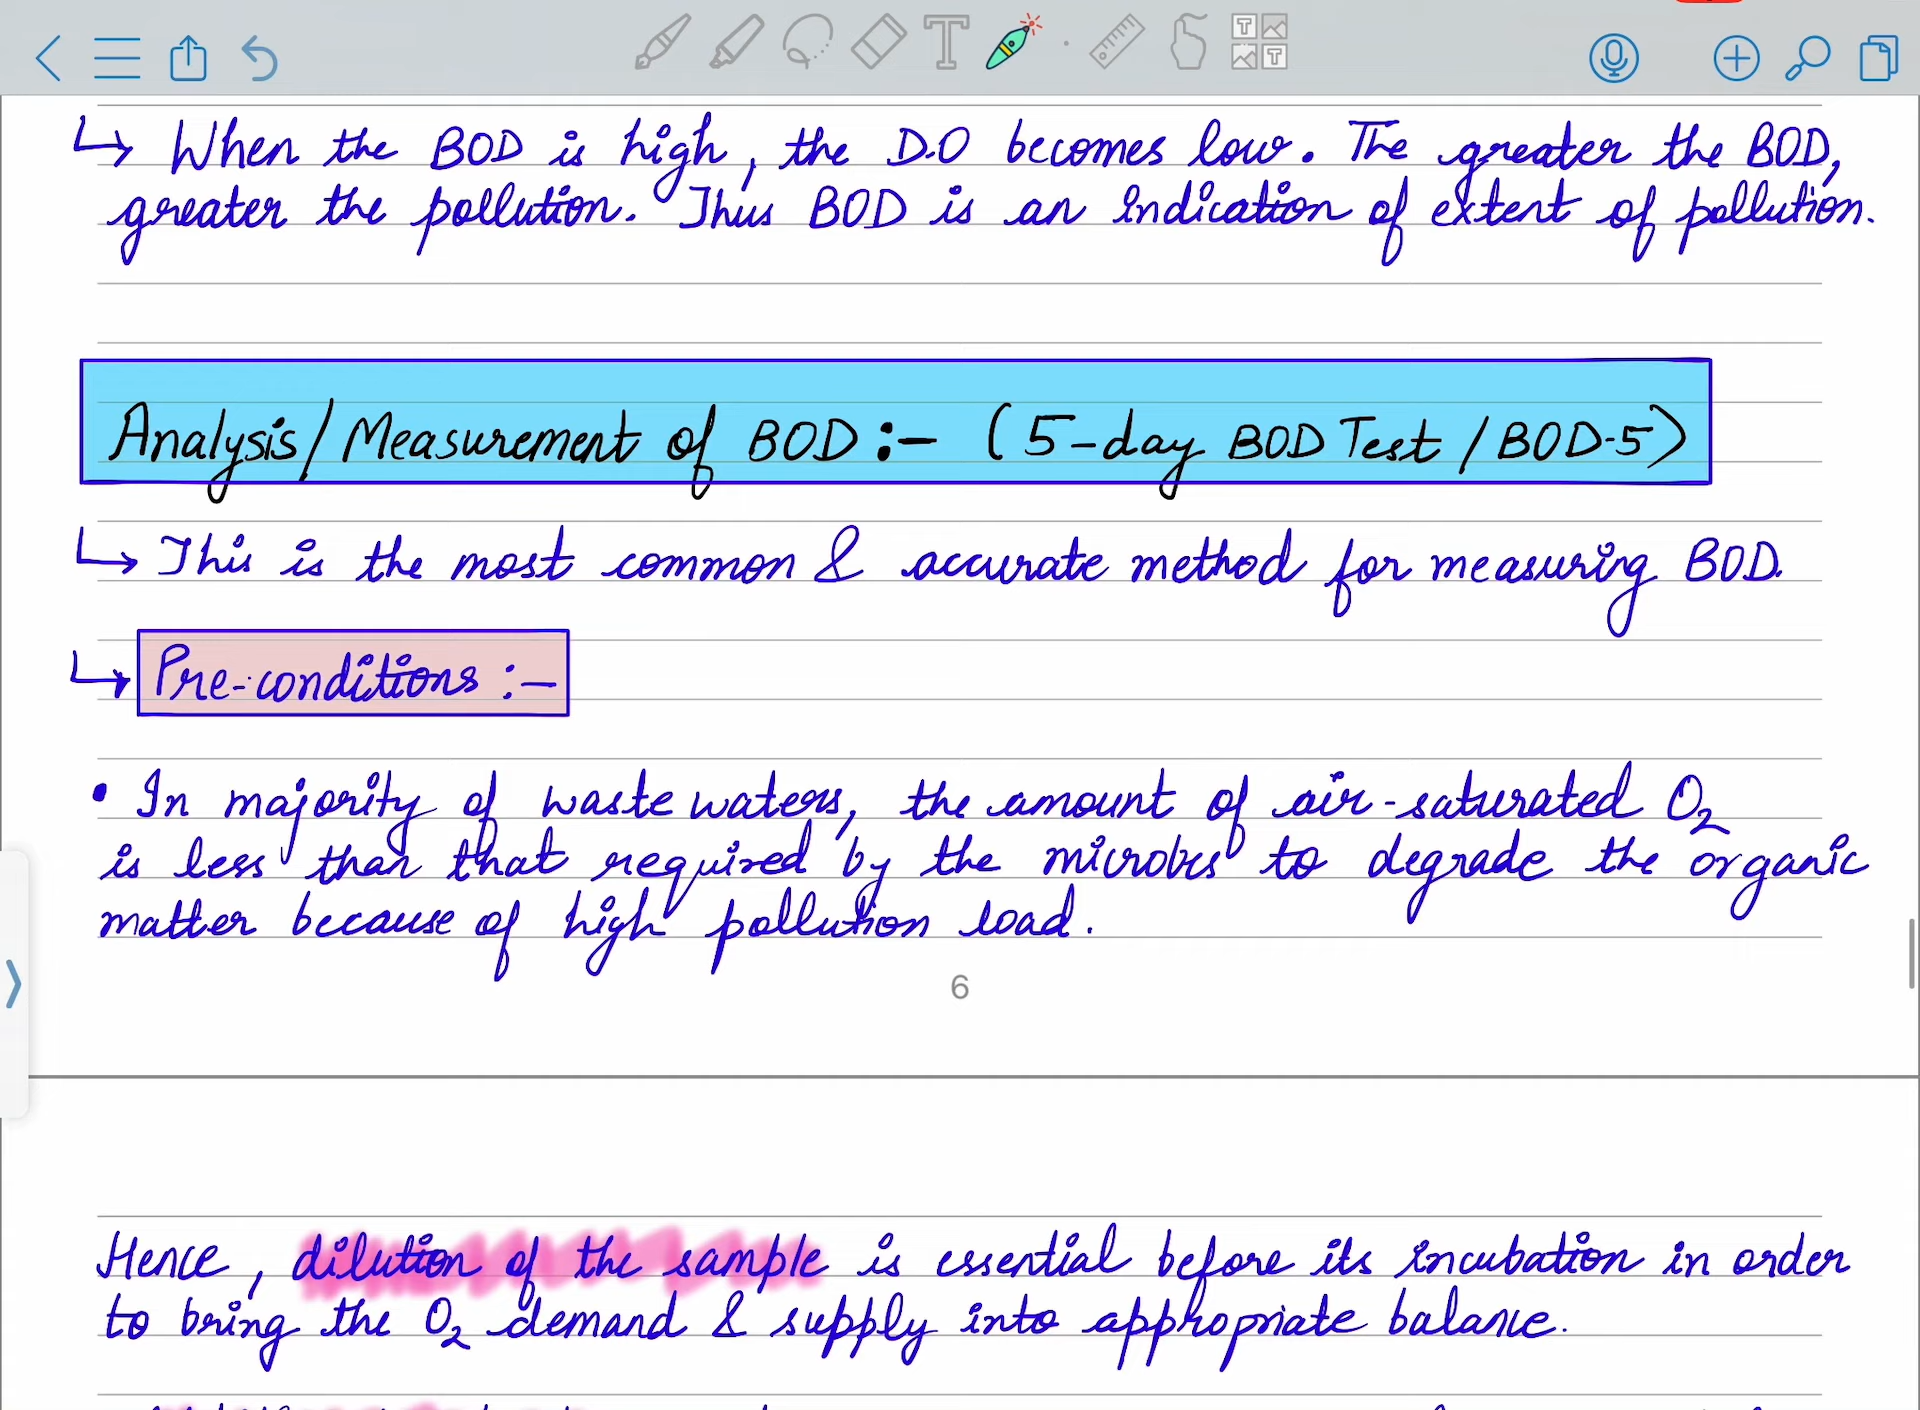 ↳ When the BOD is high, the D.O becomes low. The greater the BOD,
greater the pollution. Thus BOD is an indication of extent of pollution.
Analysis/Measurement of BOD:- (5-day BOD Test / BOD-5)
↳ This is the most common & accurate method for measuring BOD.
↳ Pre-conditions :-
• In majority of waste waters, the amount of air-saturated O₂
is less than that required by the microbes to degrade the organic
matter because of high pollution load.
6
Hence, dilution of the sample is essential before its incubation in order
to bring the O₂ demand & supply into appropriate balance.